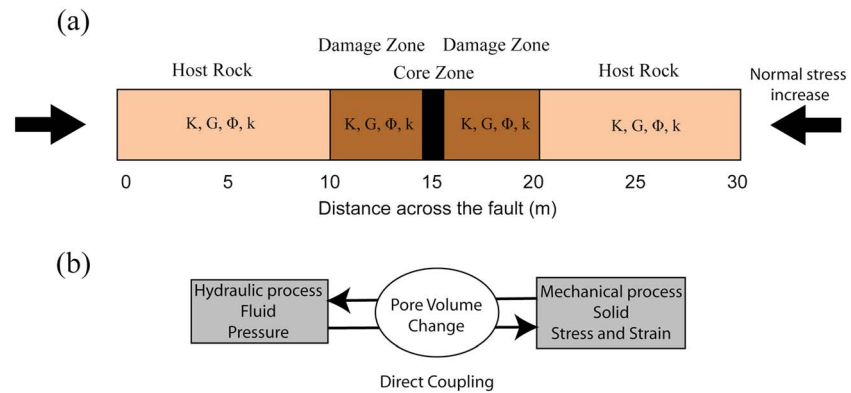 (a)
Damage Zone Damage Zone
Host Rock Core Zone Host Rock
Normal stress
increase
K, G, Φ, k K, G, Φ, k K, G, Φ, k K, G, Φ, k
0 5 10 15 20 25 30
Distance across the fault (m)
(b)
Hydraulic process
Fluid
Pressure
Pore Volume
Change
Mechanical process
Solid
Stress and Strain
Direct Coupling